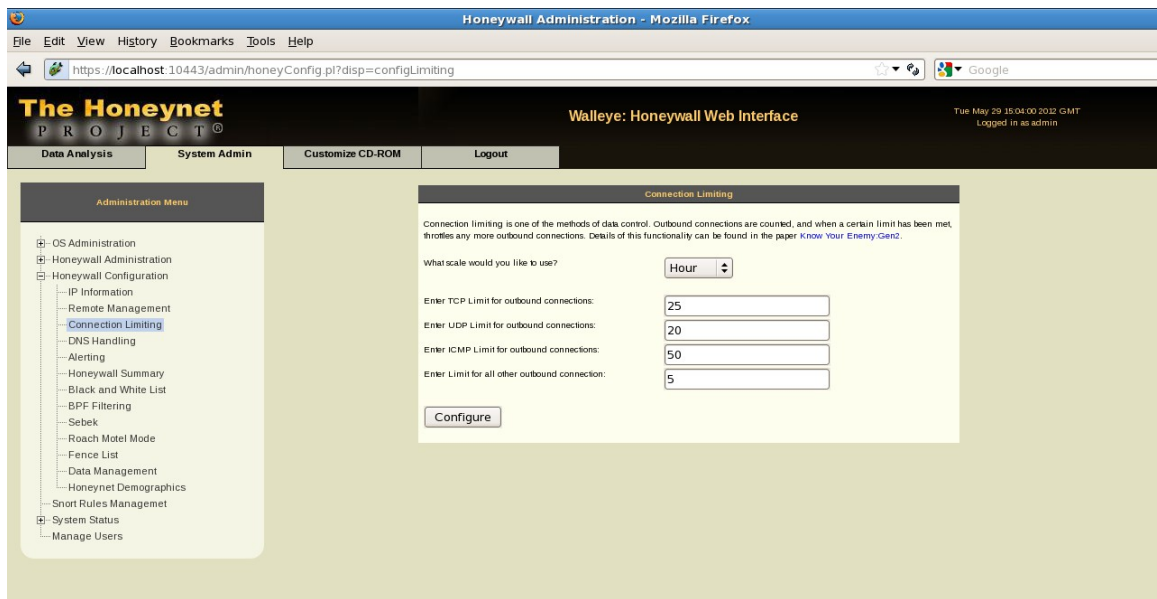 Honeywall Administration - Mozilla Firefox
File Edit View History Bookmarks Tools Help
https://localhost:10443/admin/honeyConfig.pl?disp=configLimiting
Google
The Honeynet
PROJECT®
Walleye: Honeywall Web Interface
Tue May 29 15:04:00 2012 GMT
Logged in as admin
Data Analysis
System Admin
Customize CD-ROM
Logout
Administration Menu
OS Administration
Honeywall Administration
Honeywall Configuration
IP Information
Remote Management
Connection Limiting
DNS Handling
Alerting
Honeywall Summary
Black and White List
BPF Filtering
Sebek
Roach Motel Mode
Fence List
Data Management
Honeynet Demographics
Snort Rules Managemet
System Status
Manage Users
Connection Limiting
Connection limiting is one of the methods of data control. Outbound connections are counted, and when a certain limit has been met,
throttles any more outbound connections. Details of this functionality can be found in the paper Know Your Enemy:Gen2.
What scale would you like to use?
Hour
Enter TCP Limit for outbound connections:
25
Enter UDP Limit for outbound connections:
20
Enter ICMP Limit for outbound connections:
50
Enter Limit for all other outbound connection:
5
Configure